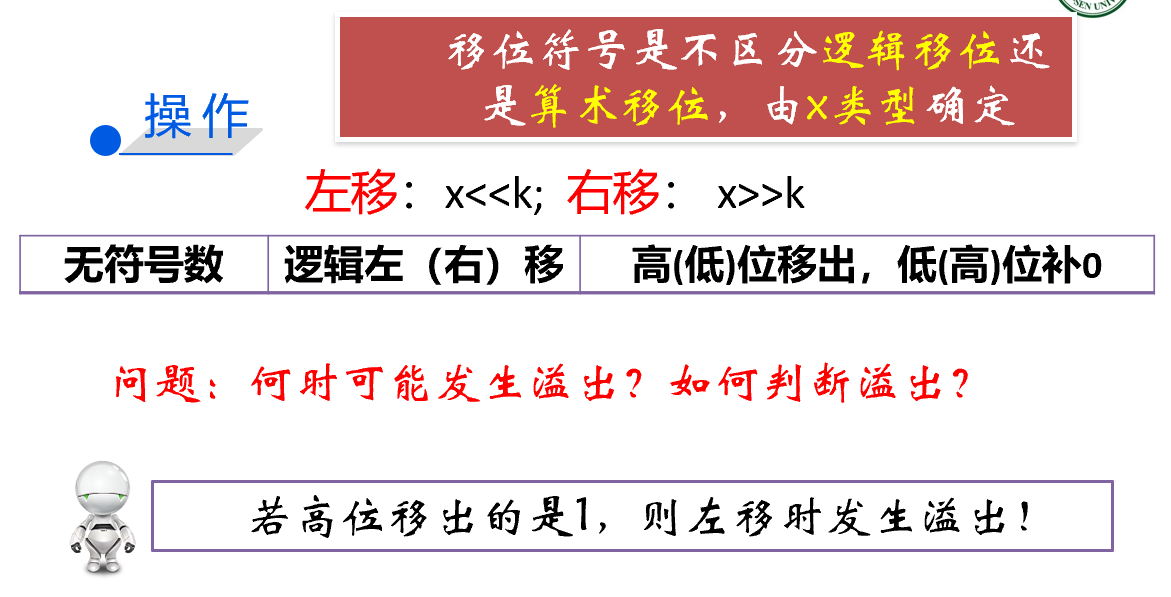 移位符号是不区分逻辑移位还
是算术移位，由X类型确定
操作
左移：x<<k; 右移： x>>k
无符号数 逻辑左（右）移 高(低)位移出，低(高)位补0
问题：何时可能发生溢出？如何判断溢出？
若高位移出的是1，则左移时发生溢出！